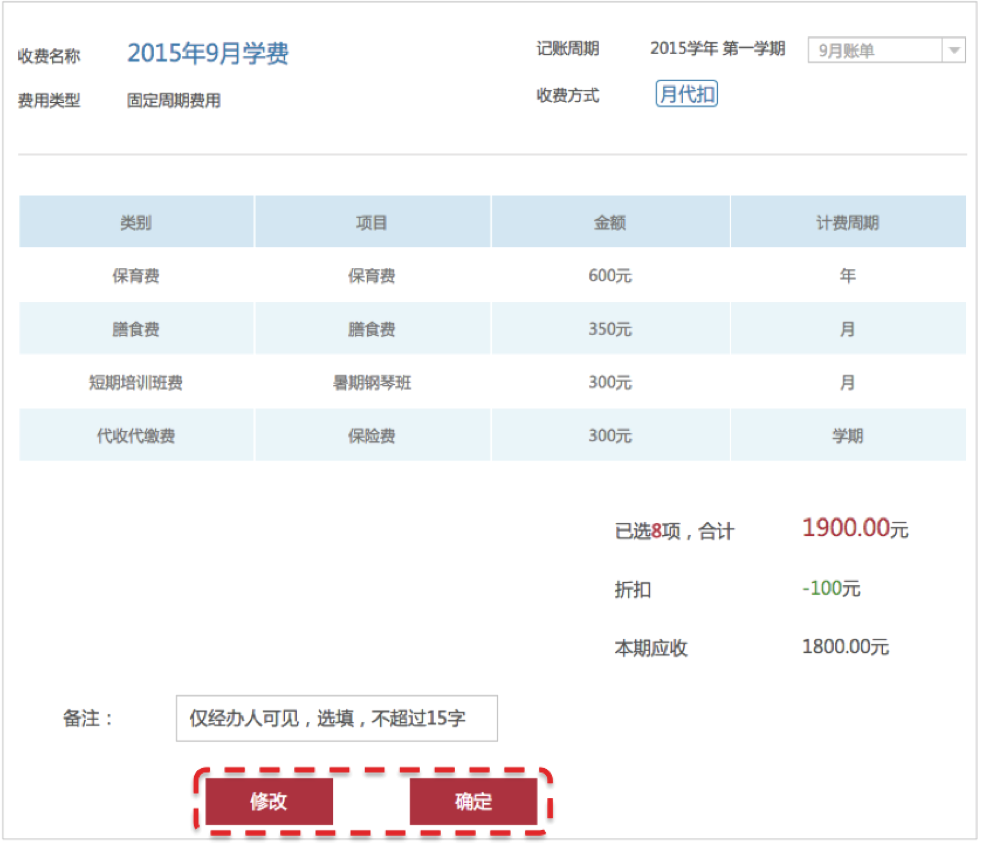 收费名称 2015年9月学费 记账周期 2015学年 第一学期 9月账单
费用类型 固定周期费用 收费方式 月代扣
类别 项目 金额 计费周期
保育费 保育费 600元 年
膳食费 膳食费 350元 月
短期培训班费 暑期钢琴班 300元 月
代收代缴费 保险费 300元 学期
已选8项，合计 1900.00元
折扣 -100元
本期应收 1800.00元
备注： 仅经办人可见，选填，不超过15字
修改 确定